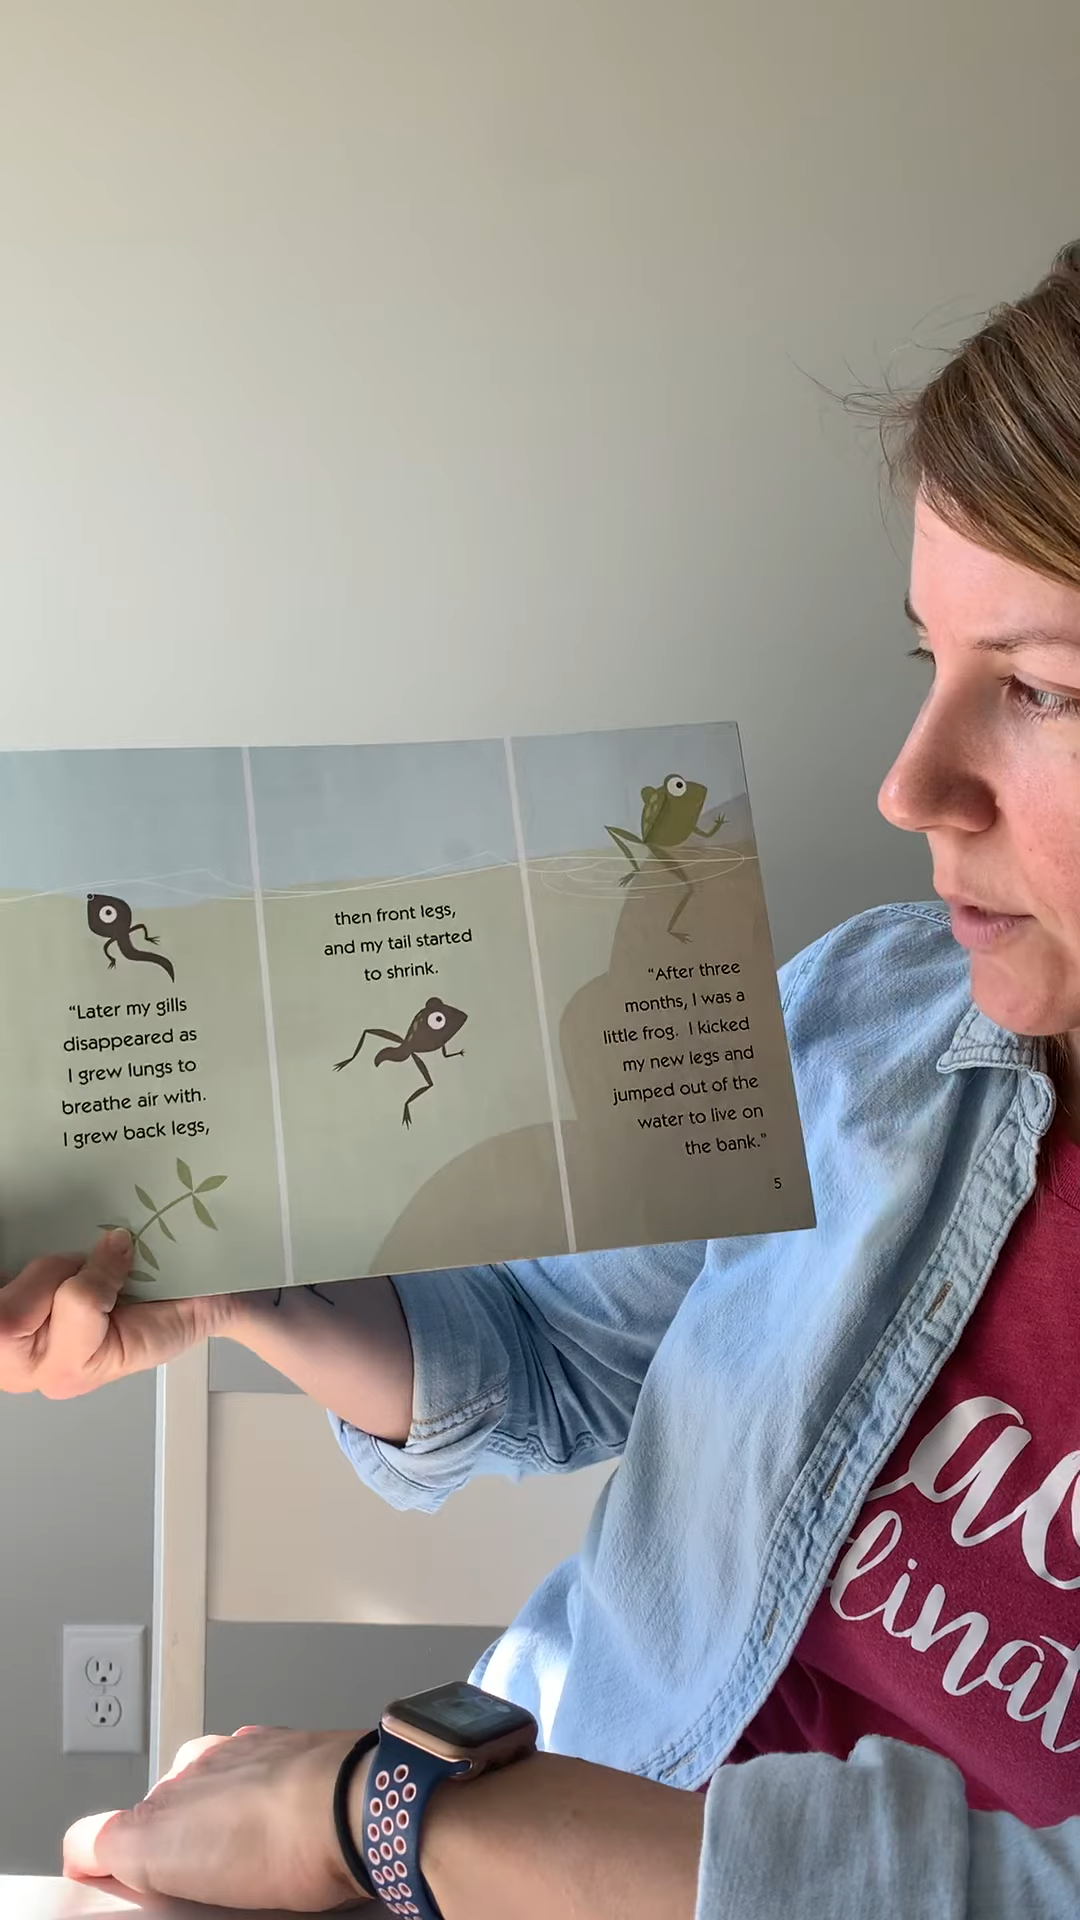 “Later my gills
disappeared as
I grew lungs to
breathe air with.
I grew back legs,
then front legs,
and my tail started
to shrink.
“After three
months, I was a
little frog. I kicked
my new legs and
jumped out of the
water to live on
the bank.”
5